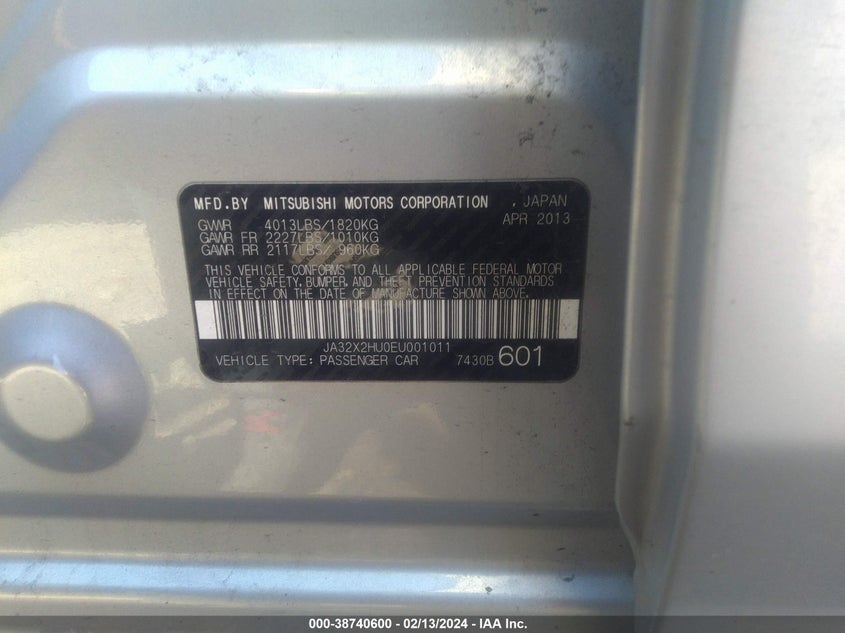 MFD.BY MITSUBISHI MOTORS CORPORATION , JAPAN
APR 2013
GVWR 4013LBS/1820KG
GAWR FR 2227LBS/1010KG
GAWR RR 2117LBS/ 960KG
THIS VEHICLE CONFORMS TO ALL APPLICABLE FEDERAL MOTOR
VEHICLE SAFETY, BUMPER, AND THEFT PREVENTION STANDARDS
IN EFFECT ON THE DATE OF MANUFACTURE SHOWN ABOVE.
JA32X2HU0EU001011
VEHICLE TYPE: PASSENGER CAR 7430B 601
000-38740600 - 02/13/2024 - IAA Inc.